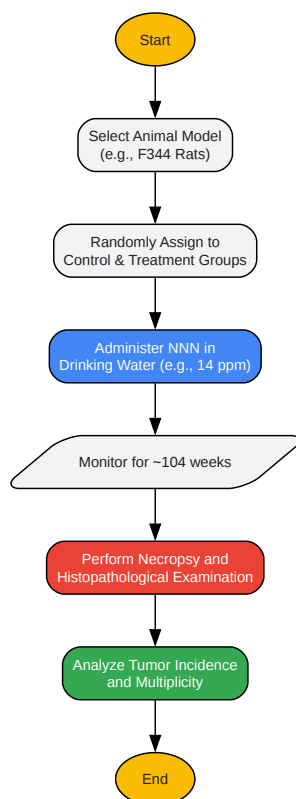 Start
Select Animal Model
(e.g., F344 Rats)
Randomly Assign to
Control & Treatment Groups
Administer NNN in
Drinking Water (e.g., 14 ppm)
Monitor for ~104 weeks
Perform Necropsy and
Histopathological Examination
Analyze Tumor Incidence
and Multiplicity
End